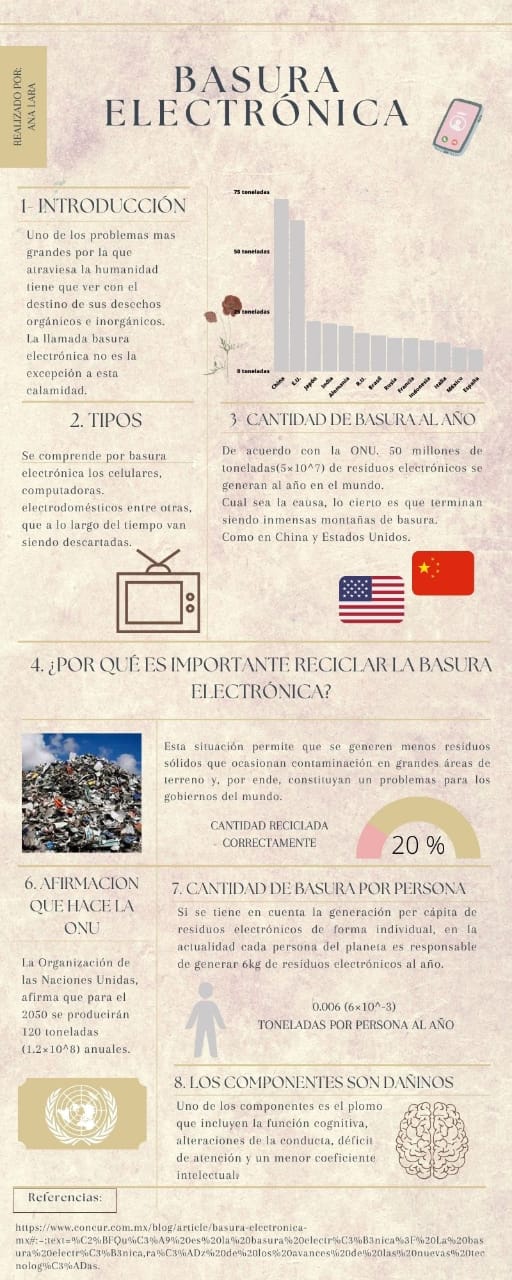 REALIZADO POR:
ANA LARA
BASURA
ELECTRÓNICA
1- INTRODUCCIÓN
Uno de los problemas mas
grandes por la que
atraviesa la humanidad
tiene que ver con el
destino de sus desechos
orgánicos e inorgánicos.
La llamada basura
electrónica no es la
excepción a esta
calamidad.
75 toneladas
50 toneladas
25 toneladas
0 toneladas
China
E.U.
Japón
India
Alemania
R.U.
Brasil
Rusia
Francia
Indonesia
Italia
México
España
2. TIPOS
Se comprende por basura
electrónica los celulares,
computadoras.
electrodomésticos entre otras,
que a lo largo del tiempo van
siendo descartadas.
3- CANTIDAD DE BASURA AL AÑO
De acuerdo con la ONU. 50 millones de
toneladas(5×10^7) de residuos electrónicos se
generan al año en el mundo.
Cual sea la causa, lo cierto es que terminan
siendo inmensas montañas de basura.
Como en China y Estados Unidos.
4. ¿POR QUÉ ES IMPORTANTE RECICLAR LA BASURA
ELECTRÓNICA?
Esta situación permite que se generen menos residuos
sólidos que ocasionan contaminación en grandes áreas de
terreno y, por ende, constituyan un problemas para los
gobiernos del mundo.
CANTIDAD RECICLADA
- CORRECTAMENTE
20 %
6. AFIRMACION
QUE HACE LA
ONU
La Organización de
las Naciones Unidas,
afirma que para el
2050 se producirán
120 toneladas
(1.2×10^8) anuales.
7. CANTIDAD DE BASURA POR PERSONA
Si se tiene en cuenta la generación per cápita de
residuos electrónicos de forma individual, en la
actualidad cada persona del planeta es responsable
de generar 6kg de residuos electrónicos al año.
0.006 (6×10^-3)
TONELADAS POR PERSONA AL AÑO
8. LOS COMPONENTES SON DAÑINOS
Uno de los componentes es el plomo
que incluyen la función cognitiva,
alteraciones de la conducta, déficit
de atención y un menor coeficiente
intelectual.
Referencias:
https://www.concur.com.mx/blog/article/basura-electronica-
mx#:~:text=%C2%BFQu%C3%A9%20es%20la%20basura%20electr%C3%B3nica%3F%20La%20bas
ura%20electr%C3%B3nica,ra%C3%ADz%20de%20los%20avances%20de%20las%20nuevas%20tec
nolog%C3%ADas.